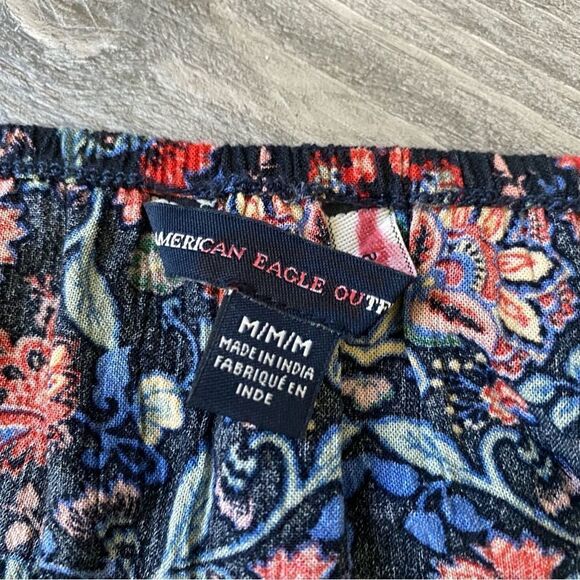 AMERICAN EAGLE OUTF
M/M/M
MADE IN INDIA
FABRIQUÉ EN
INDE